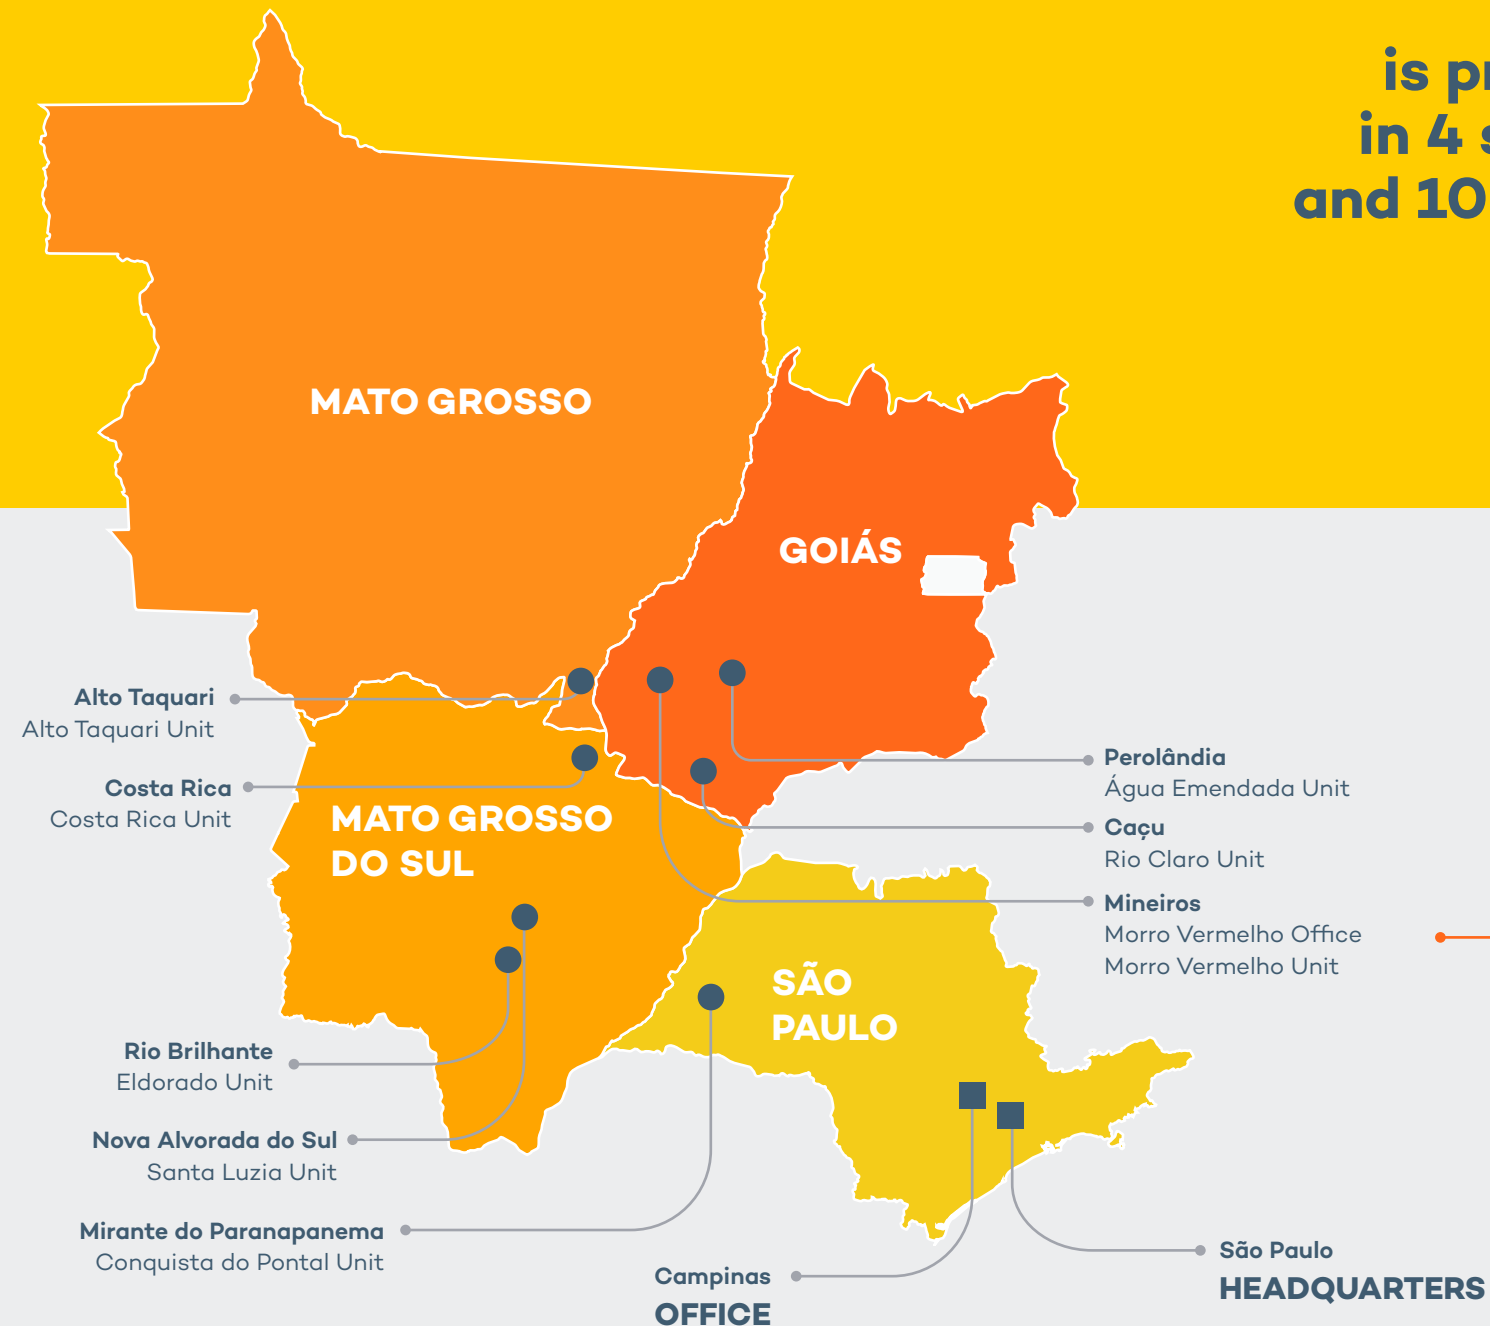 is pr
in 4 s
and 10
MATO GROSSO
GOIÁS
Alto Taquari
Alto Taquari Unit
Costa Rica
Costa Rica Unit
MATO GROSSO
DO SUL
Perolândia
Água Emendada Unit
Caçu
Rio Claro Unit
Mineiros
Morro Vermelho Office
Morro Vermelho Unit
SÃO
PAULO
Rio Brilhante
Eldorado Unit
Nova Alvorada do Sul
Santa Luzia Unit
Mirante do Paranapanema
Conquista do Pontal Unit
Campinas
OFFICE
São Paulo
HEADQUARTERS